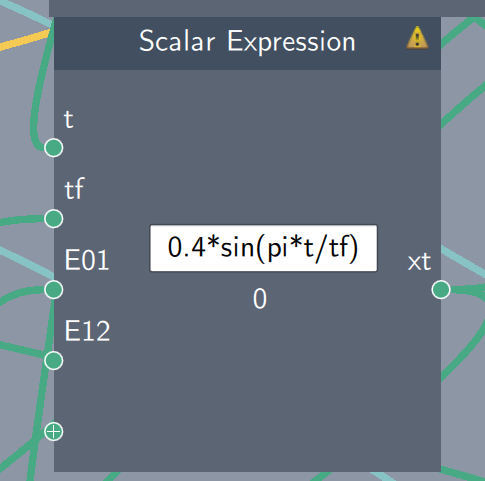 Scalar Expression
t
tf
E01
0.4*sin(pi*t/tf)
xt
0
E12